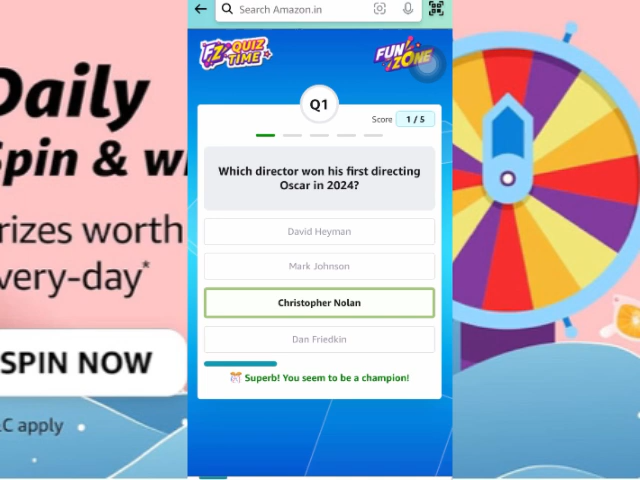 Daily
Spin & wi
rizes worth
very-day*
SPIN NOW
&C apply
Search Amazon.in
FZ QUIZ
TIME
FUN
ZONE
Q1
Score 1 / 5
Which director won his first directing
Oscar in 2024?
David Heyman
Mark Johnson
Christopher Nolan
Dan Friedkin
Superb! You seem to be a champion!